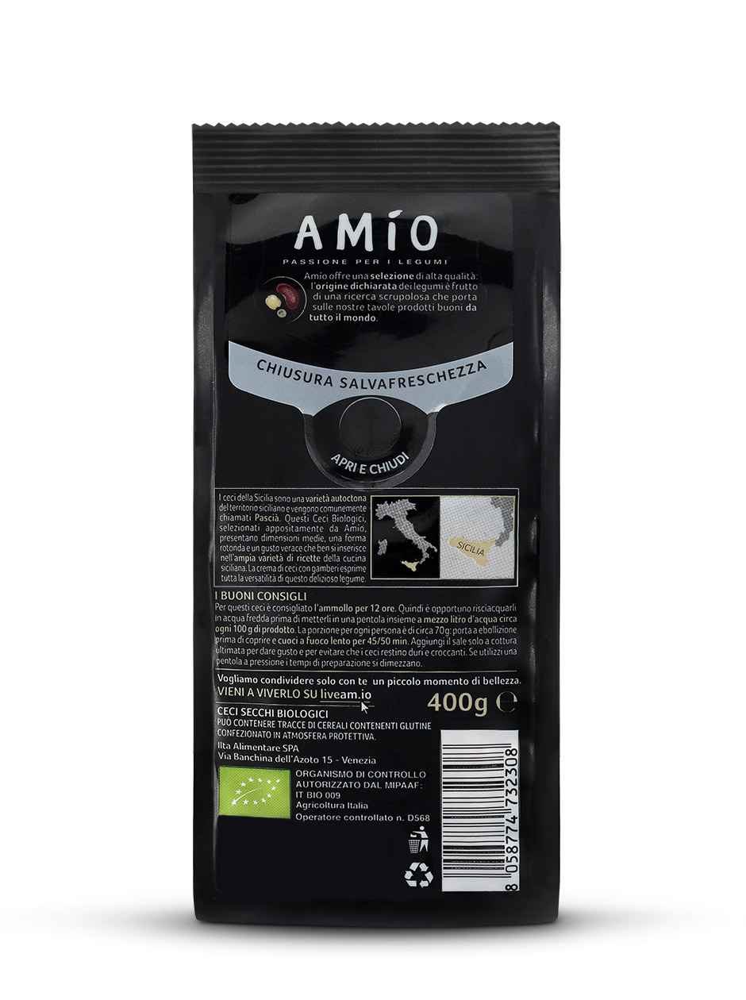 AMÍO
PASSIONE PER I LEGUMI
Amío offre una selezione di alta qualità:
l'origine dichiarata dei legumi è frutto
di una ricerca scrupolosa che porta
sulle nostre tavole prodotti buoni da
tutto il mondo.
CHIUSURA SALVAFRESCHEZZA
APRI E CHIUDI
I ceci della Sicilia sono una varietà autoctona
del territorio siciliano e vengono comunemente
chiamati Pascià. Questi Ceci Biologici,
selezionati appositamente da Amío,
presentano dimensioni medie, una forma
rotonda e un gusto verace che ben si inserisce
nell'ampia varietà di ricette della cucina
siciliana. La crema di ceci con gamberi esprime
tutta la versatilità di questo delizioso legume.
SICILIA
I BUONI CONSIGLI
Per questi ceci è consigliato l'ammollo per 12 ore. Quindi è opportuno risciacquarli
in acqua fredda prima di metterli in una pentola insieme a mezzo litro d'acqua circa
ogni 100 g di prodotto. La porzione per ogni persona è di circa 70g: porta a ebollizione
prima di coprire e cuoci a fuoco lento per 45/50 min. Aggiungi il sale solo a cottura
ultimata per dare gusto e per evitare che i ceci restino duri e croccanti. Se utilizzi una
pentola a pressione i tempi di preparazione si dimezzano.
Vogliamo condividere solo con te un piccolo momento di bellezza.
VIENI A VIVERLO SU liveam.io
400g ℮
CECI SECCHI BIOLOGICI
PUÒ CONTENERE TRACCE DI CEREALI CONTENENTI GLUTINE
CONFEZIONATO IN ATMOSFERA PROTETTIVA.
Ilta Alimentare SPA
Via Banchina dell'Azoto 15 - Venezia
ORGANISMO DI CONTROLLO
AUTORIZZATO DAL MIPAAF:
IT BIO 009
Agricoltura Italia
Operatore controllato n. D568
8 058774 732308